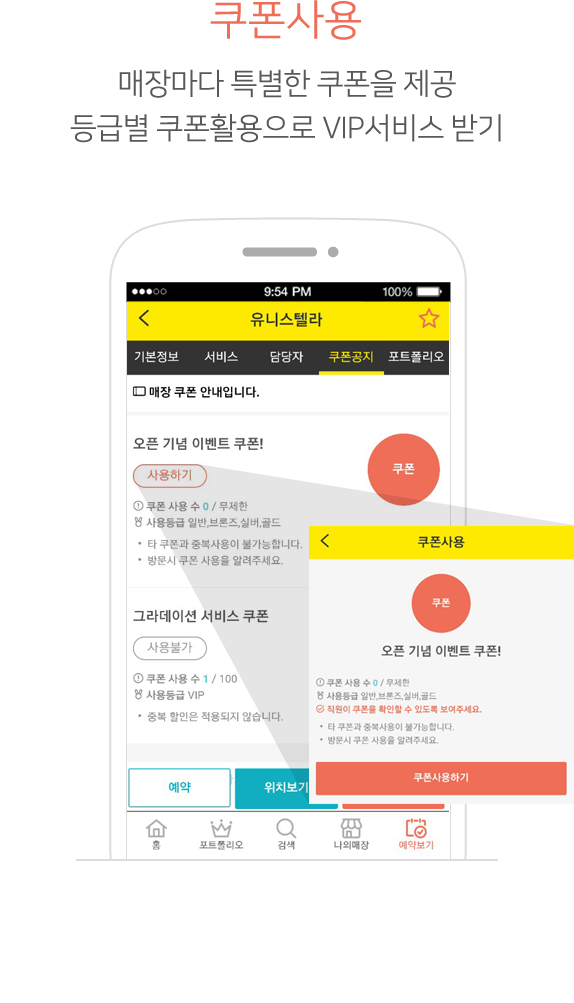 쿠폰사용
매장마다 특별한 쿠폰을 제공
등급별 쿠폰활용으로 VIP서비스 받기
9:54 PM
100%
유니스텔라
기본정보 서비스 담당자 쿠폰공지 포트폴리오
매장 쿠폰 안내입니다.
오픈 기념 이벤트 쿠폰!
사용하기
쿠폰
쿠폰 사용 수 0 / 무제한
사용등급 일반,브론즈,실버,골드
• 타 쿠폰과 중복사용이 불가능합니다.
• 방문시 쿠폰 사용을 알려주세요.
그라데이션 서비스 쿠폰
사용불가
쿠폰 사용 수 1 / 100
사용등급 VIP
• 중복 할인은 적용되지 않습니다.
쿠폰사용
쿠폰
오픈 기념 이벤트 쿠폰!
쿠폰 사용 수 0 / 무제한
사용등급 일반,브론즈,실버,골드
직원이 쿠폰을 확인할 수 있도록 보여주세요.
• 타 쿠폰과 중복사용이 불가능합니다.
• 방문시 쿠폰 사용을 알려주세요.
쿠폰사용하기
예약 위치보기
홈 포트폴리오 검색 나의매장 예약보기